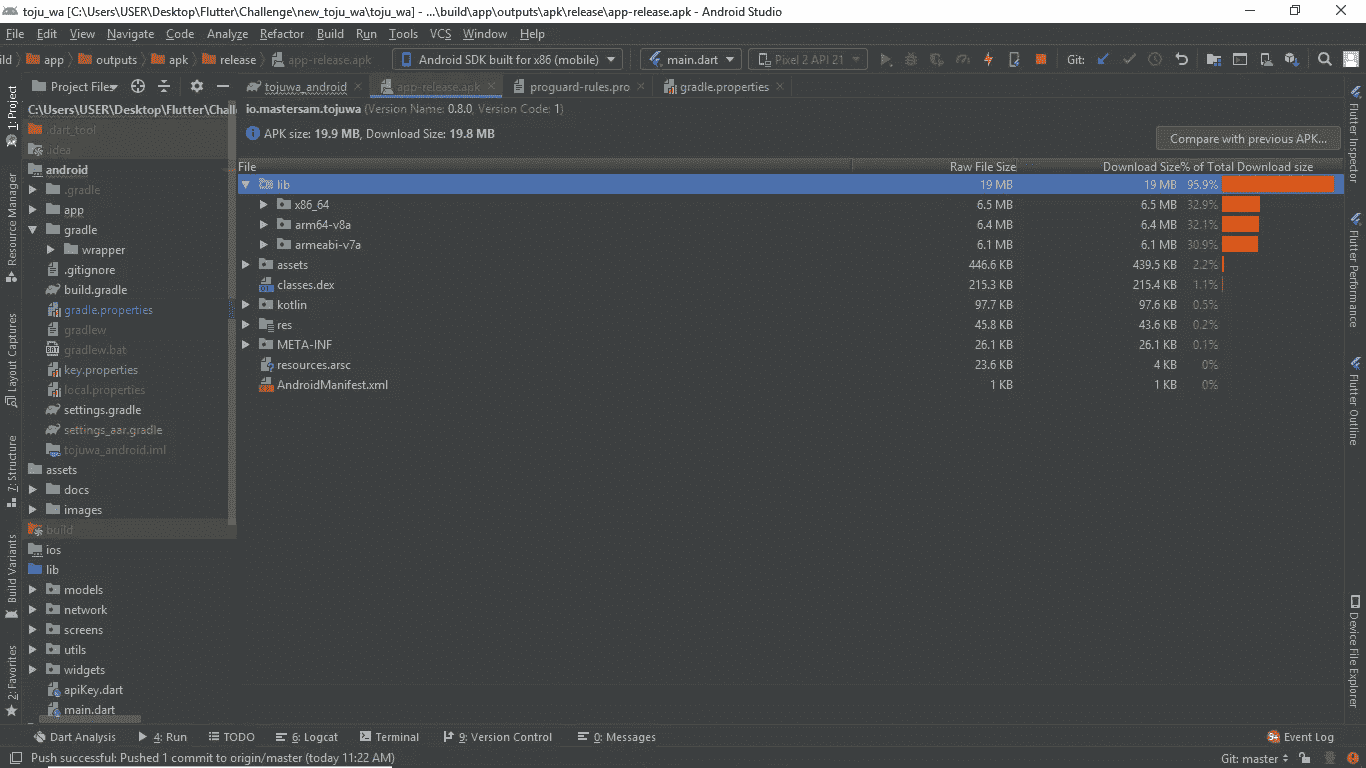 toju_wa [C:\Users\USER\Desktop\Flutter\Challenge\new_toju_wa\toju_wa] - ...\build\app\outputs\apk\release\app-release.apk - Android Studio
File Edit View Navigate Code Analyze Refactor Build Run Tools VCS Window Help
ild app outputs apk release app-release.apk Android SDK built for x86 (mobile) main.dart Pixel 2 API 21 Git:
Project Files tojuwa_android app-release.apk proguard-rules.pro gradle.properties
C:\Users\USER\Desktop\Flutter\Chall
.dart_tool
.idea
android
.gradle
app
gradle
wrapper
.gitignore
build.gradle
gradle.properties
gradlew
gradlew.bat
key.properties
local.properties
settings.gradle
settings_aar.gradle
tojuwa_android.iml
assets
docs
images
build
ios
lib
models
network
screens
utils
widgets
apiKey.dart
main.dart
io.mastersam.tojuwa (Version Name: 0.8.0, Version Code: 1)
APK size: 19.9 MB, Download Size: 19.8 MB
Compare with previous APK...
File Raw File Size Download Size % of Total Download size
lib 19 MB 19 MB 95.9%
x86_64 6.5 MB 6.5 MB 32.9%
arm64-v8a 6.4 MB 6.4 MB 32.1%
armeabi-v7a 6.1 MB 6.1 MB 30.9%
assets 446.6 KB 439.5 KB 2.2%
classes.dex 215.3 KB 215.4 KB 1.1%
kotlin 97.7 KB 97.6 KB 0.5%
res 45.8 KB 43.6 KB 0.2%
META-INF 26.1 KB 26.1 KB 0.1%
resources.arsc 23.6 KB 4 KB 0%
AndroidManifest.xml 1 KB 1 KB 0%
1: Project
Resource Manager
Layout Captures
7: Structure
Build Variants
2: Favorites
Flutter Inspector
Flutter Performance
Flutter Outline
Device File Explorer
Dart Analysis 4: Run TODO 6: Logcat Terminal 9: Version Control 0: Messages Event Log
Push successful: Pushed 1 commit to origin/master (today 11:22 AM) Git: master